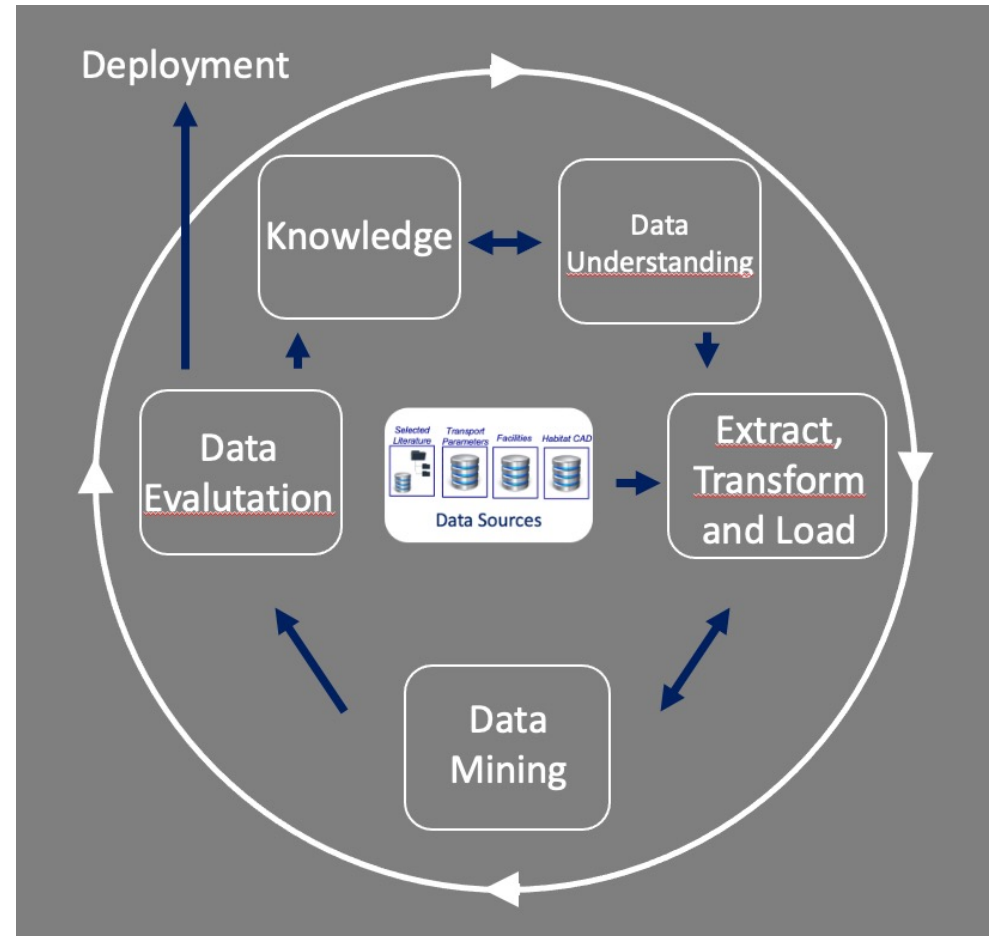 Deployment
Knowledge
Data
Understanding
Data
Evalutation
Selected
Literature
Transport
Parameters
Facilities
Habitat CAD
Data Sources
Extract,
Transform
and Load
Data
Mining